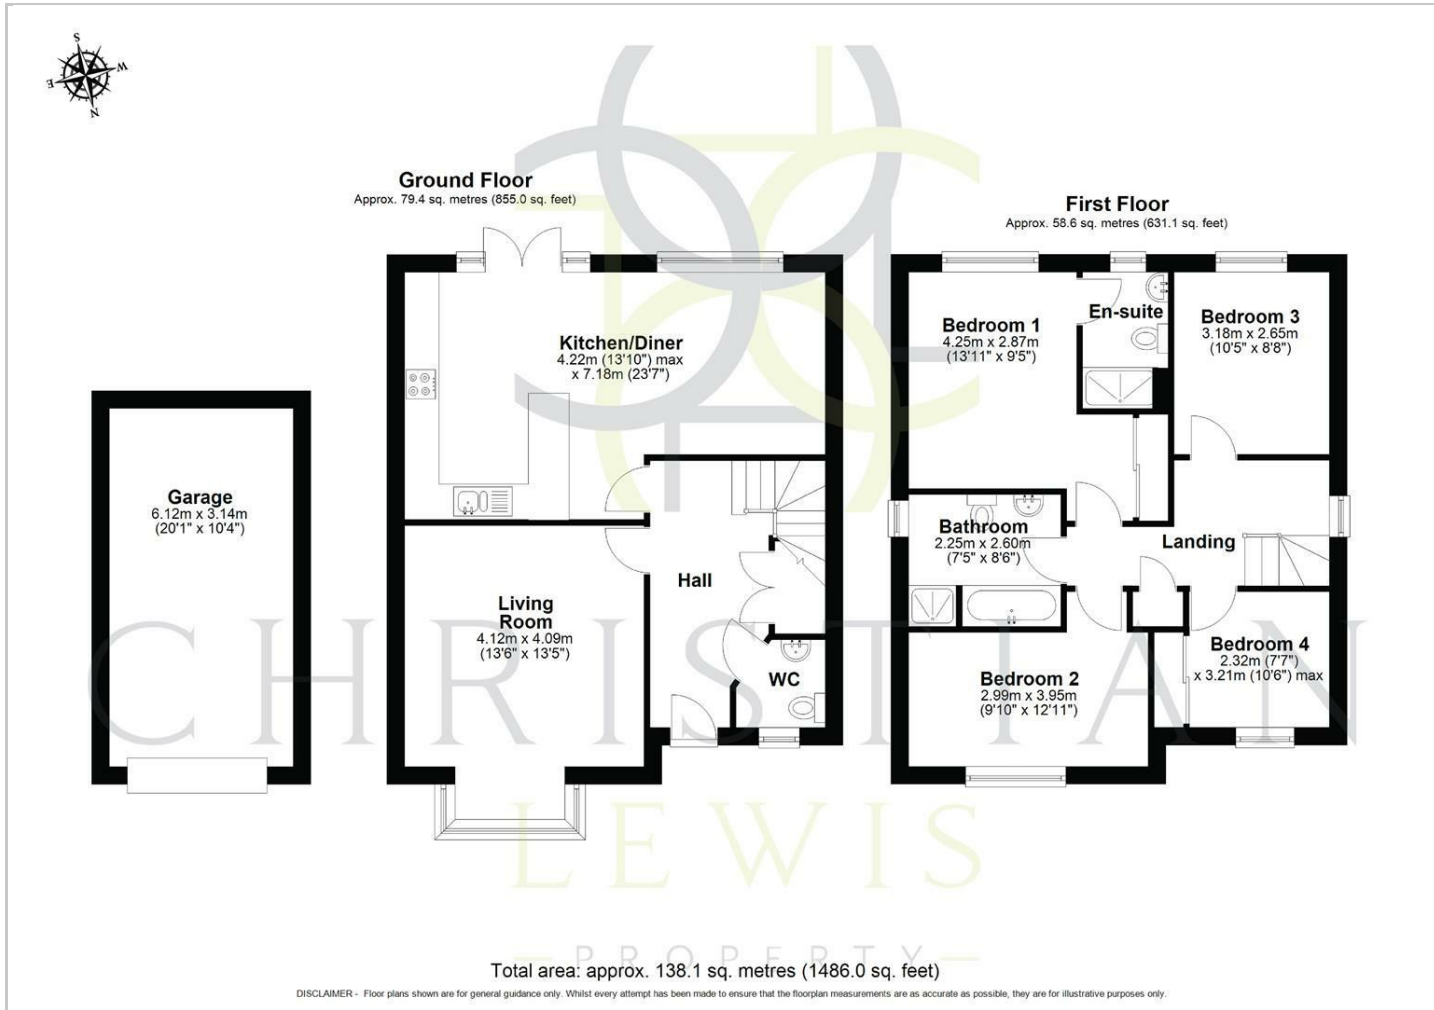 S
W
E
N
Ground Floor
Approx. 79.4 sq. metres (855.0 sq. feet)
Kitchen/Diner
4.22m (13'10") max
x 7.18m (23'7")
Garage
6.12m x 3.14m
(20'1" x 10'4")
Living
Room
4.12m x 4.09m
(13'6" x 13'5")
Hall
WC
First Floor
Approx. 58.6 sq. metres (631.1 sq. feet)
Bedroom 1
4.25m x 2.87m
(13'11" x 9'5")
En-suite
Bedroom 3
3.18m x 2.65m
(10'5" x 8'8")
Bathroom
2.25m x 2.60m
(7'5" x 8'6")
Landing
Bedroom 2
2.99m x 3.95m
(9'10" x 12'11")
Bedroom 4
2.32m (7'7")
x 3.21m (10'6") max
CHRISTIAN
LEWIS
PROPERTY
Total area: approx. 138.1 sq. metres (1486.0 sq. feet)
DISCLAIMER - Floor plans shown are for general guidance only. Whilst every attempt has been made to ensure that the floorplan measurements are as accurate as possible, they are for illustrative purposes only.